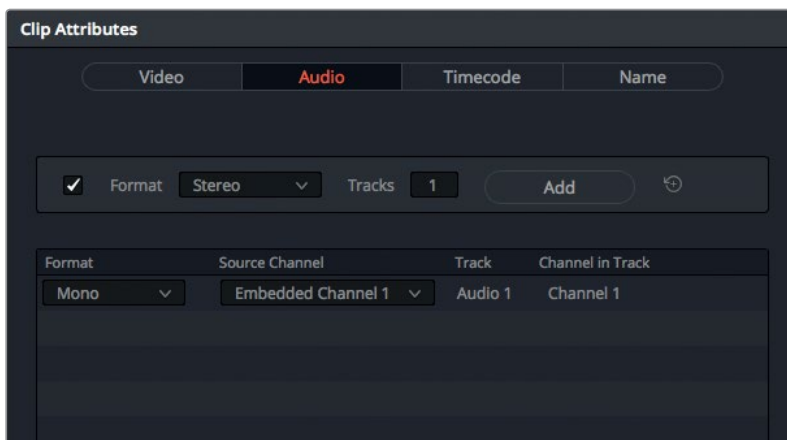 Clip Attributes
Video Audio Timecode Name
Format Stereo Tracks 1 Add
Format Source Channel Track Channel in Track
Mono Embedded Channel 1 Audio 1 Channel 1